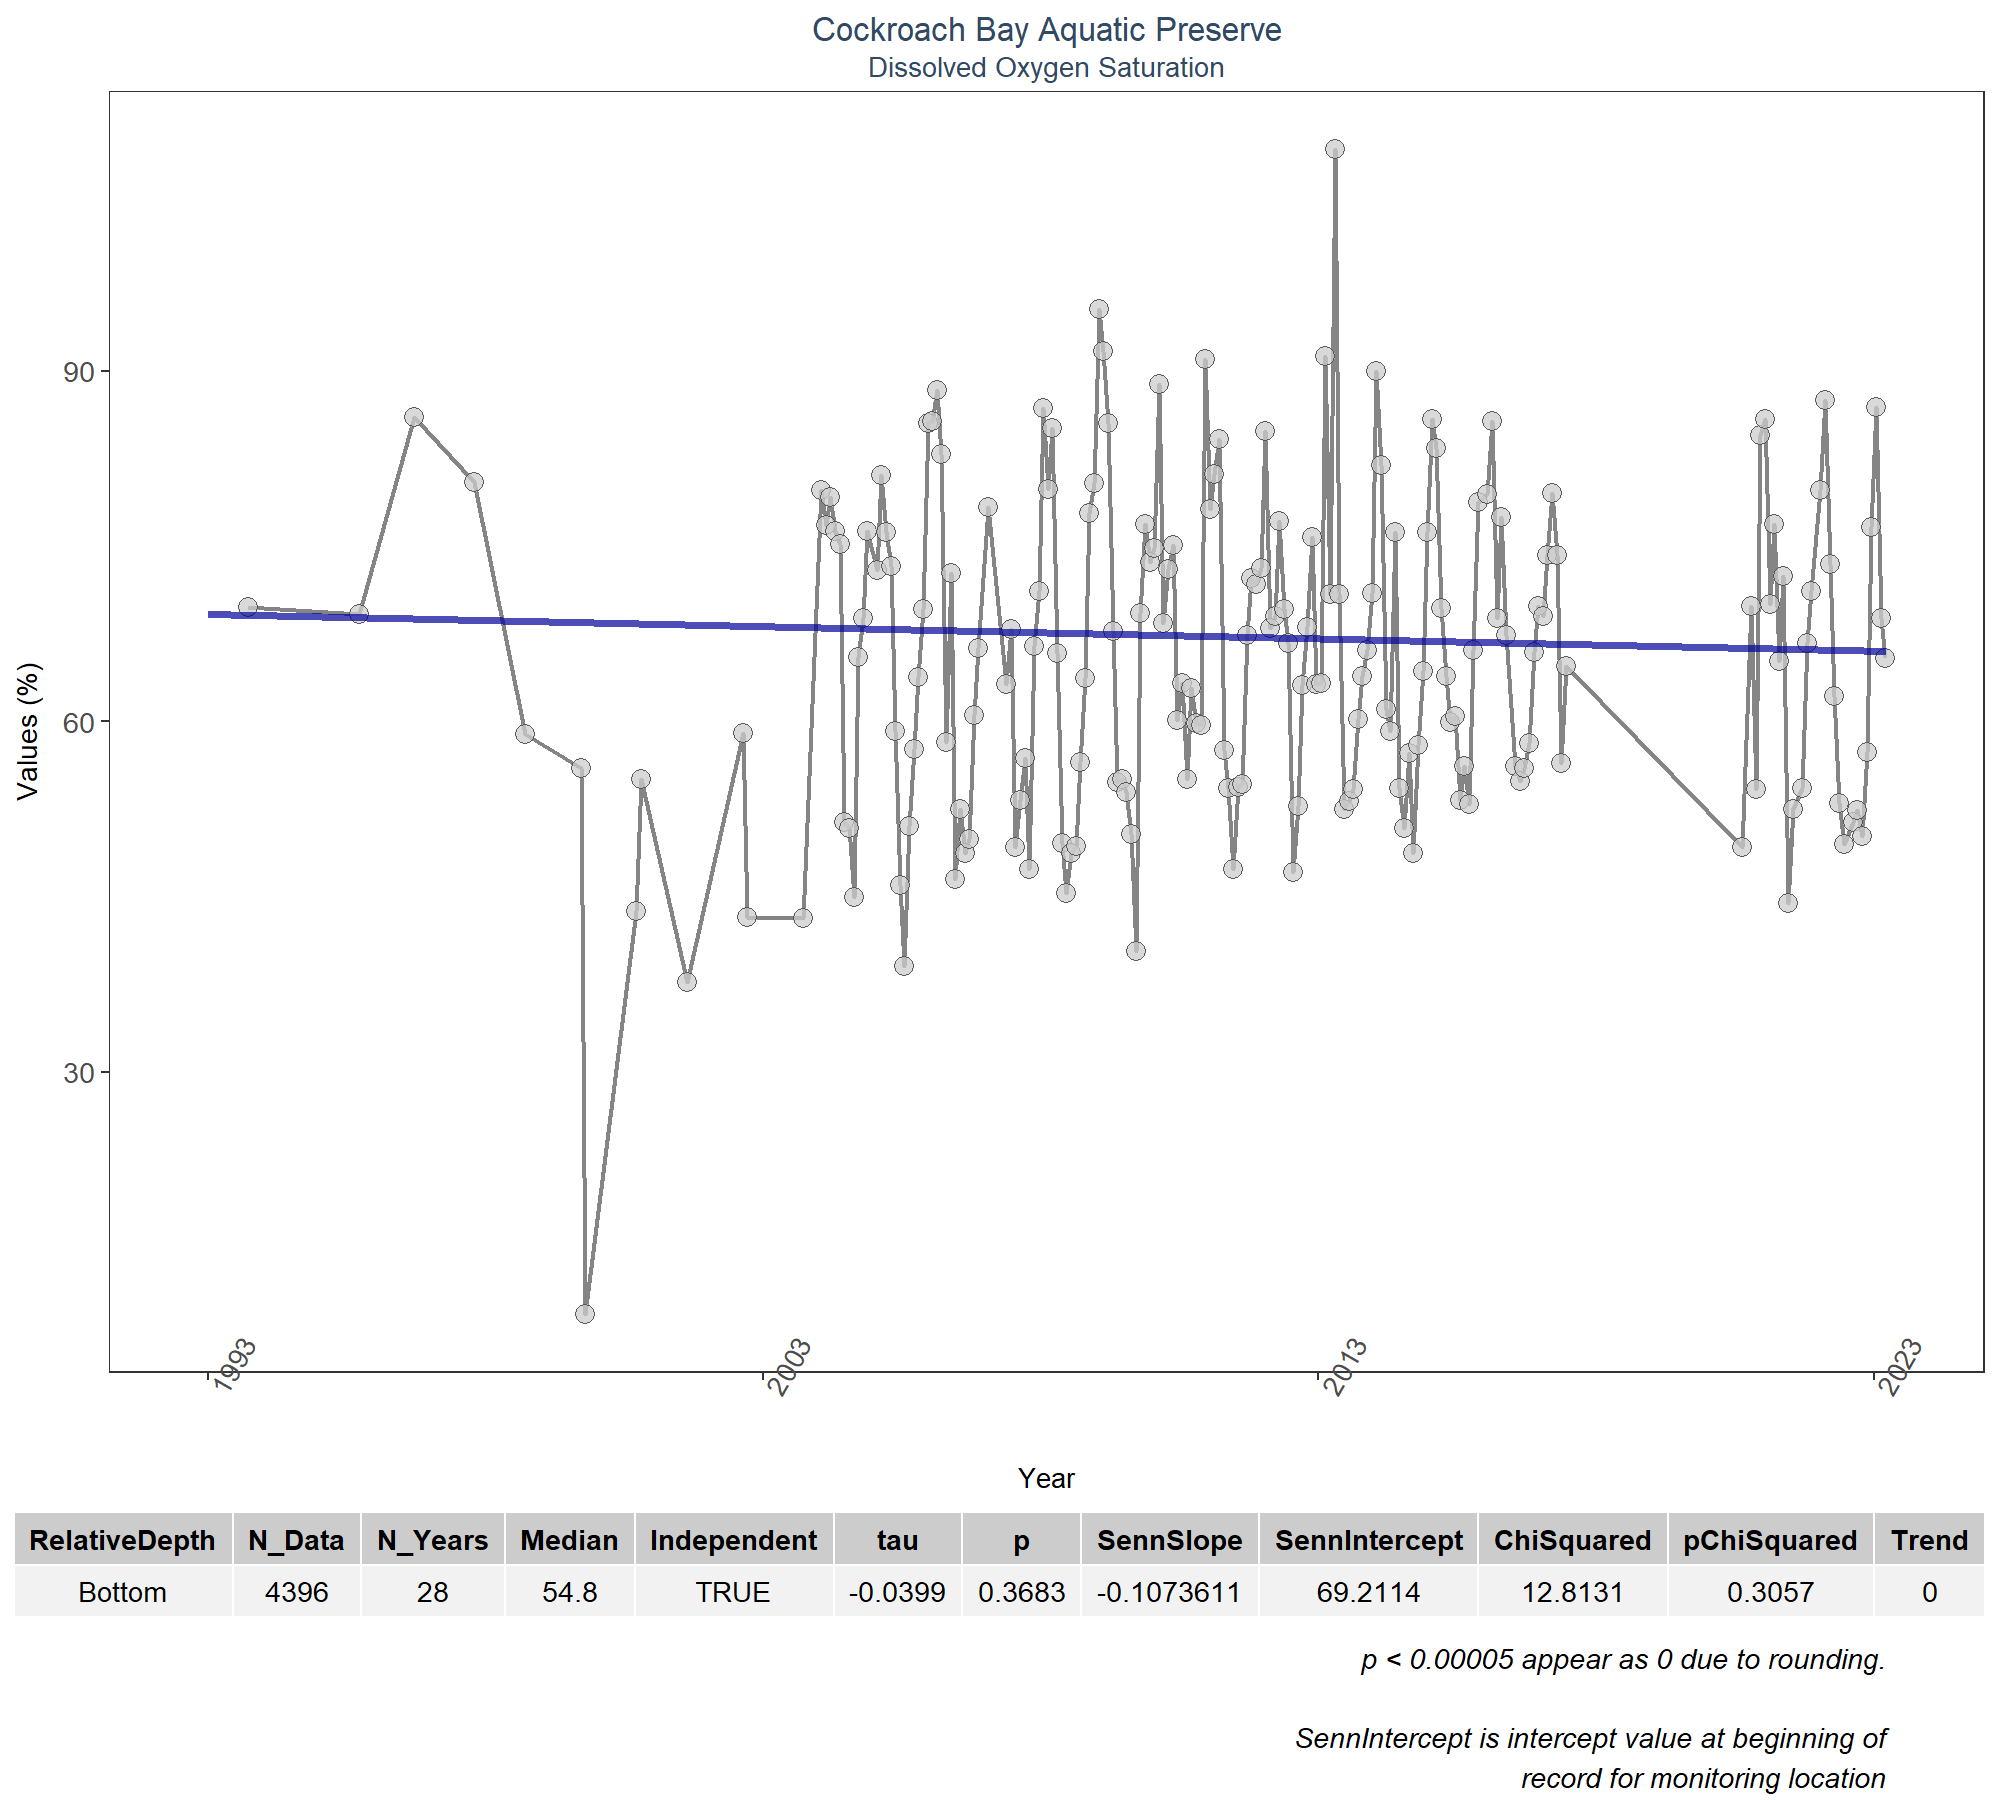 Cockroach Bay Aquatic Preserve
Dissolved Oxygen Saturation
Values (%)
90
60
30
1993 2003 2013 2023
Year
RelativeDepth N_Data N_Years Median Independent tau p SennSlope SennIntercept ChiSquared pChiSquared Trend
Bottom 4396 28 54.8 TRUE -0.0399 0.3683 -0.1073611 69.2114 12.8131 0.3057 0
p < 0.00005 appear as 0 due to rounding.
SennIntercept is intercept value at beginning of
record for monitoring location